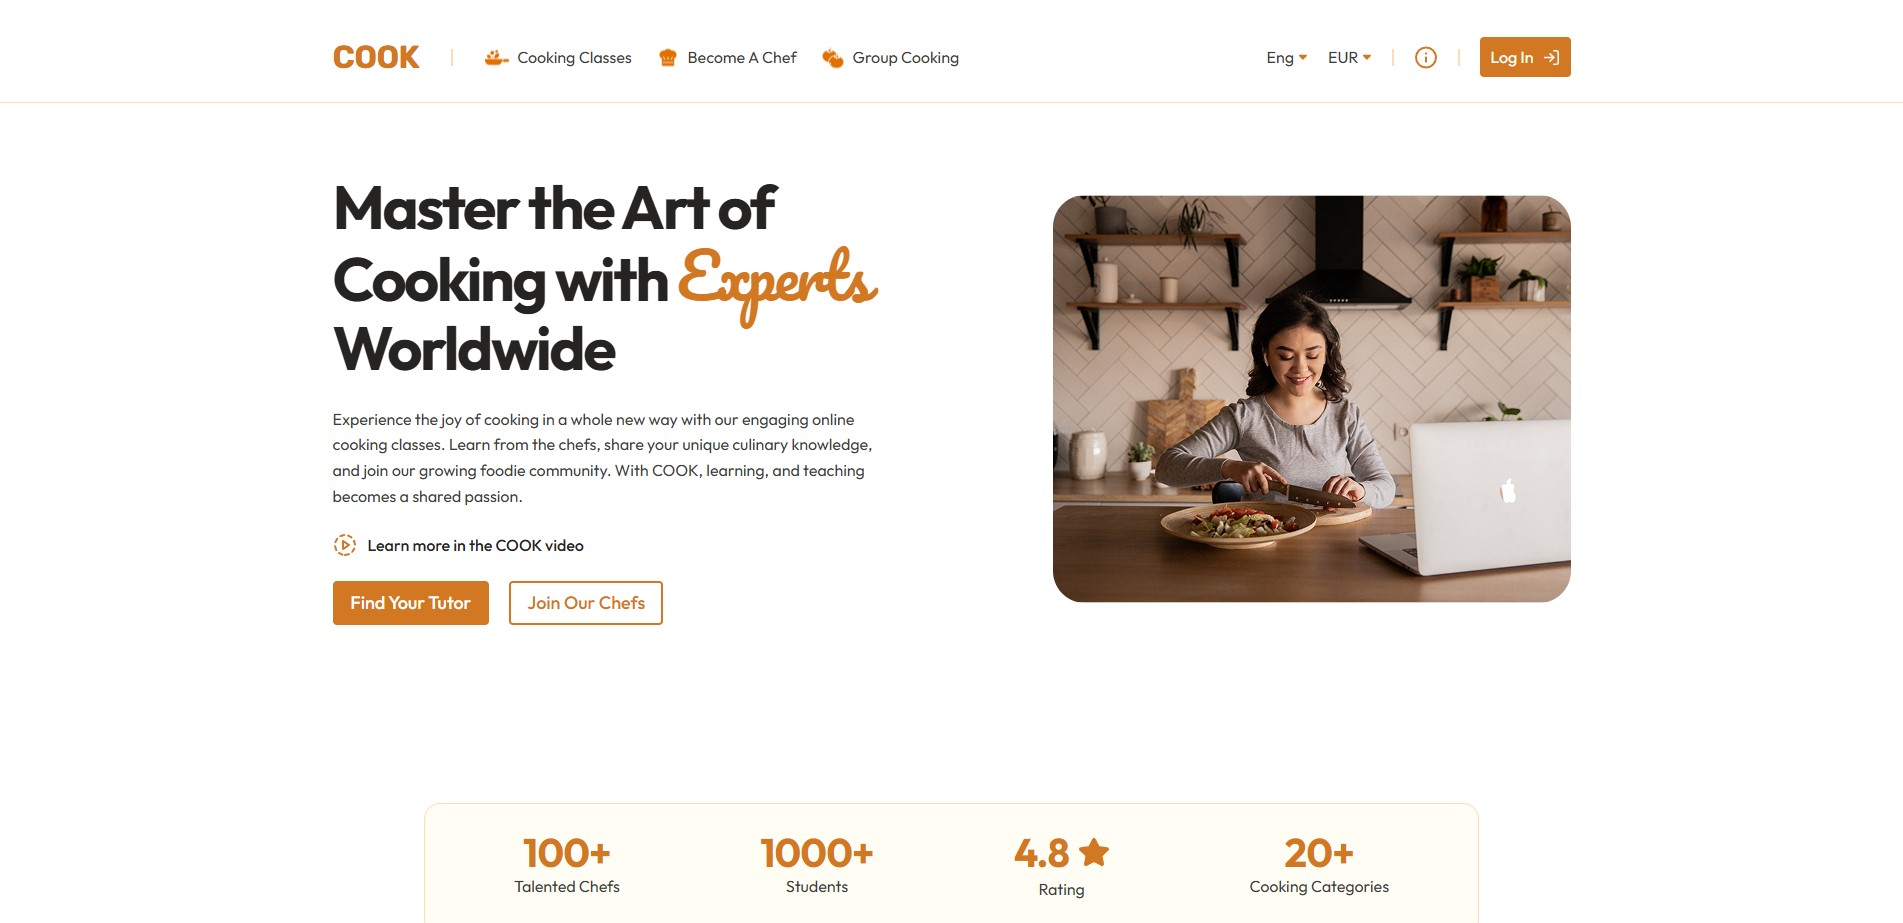 COOK
Cooking Classes
Become A Chef
Group Cooking
Eng
EUR
Log In
Master the Art of
Cooking with Experts
Worldwide
Experience the joy of cooking in a whole new way with our engaging online
cooking classes. Learn from the chefs, share your unique culinary knowledge,
and join our growing foodie community. With COOK, learning, and teaching
becomes a shared passion.
Learn more in the COOK video
Find Your Tutor
Join Our Chefs
100+
Talented Chefs
1000+
Students
4.8
Rating
20+
Cooking Categories